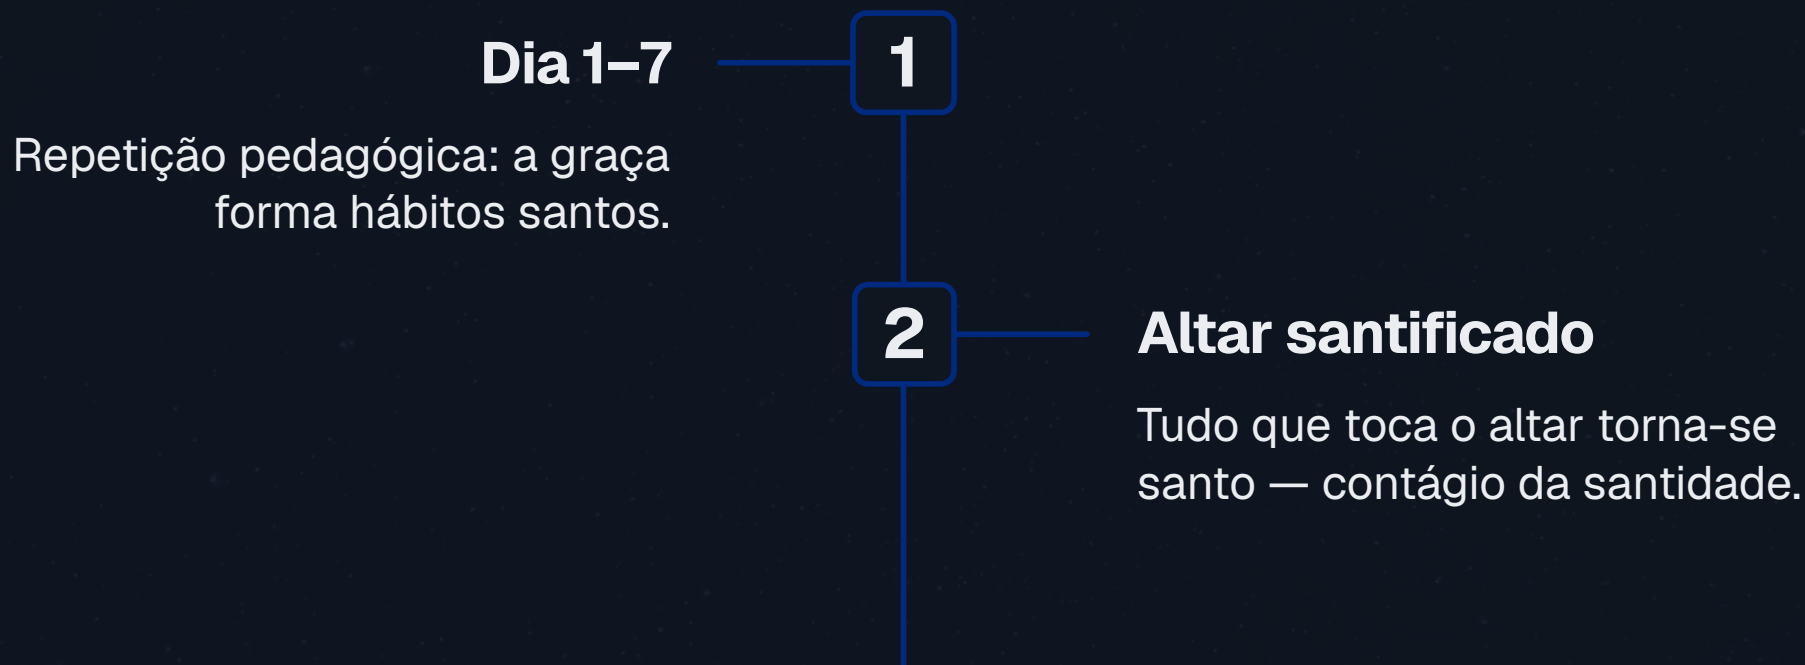 1
Dia 1–7
Repetição pedagógica: a graça
forma hábitos santos.
2
Altar santificado
Tudo que toca o altar torna-se
santo — contágio da santidade.